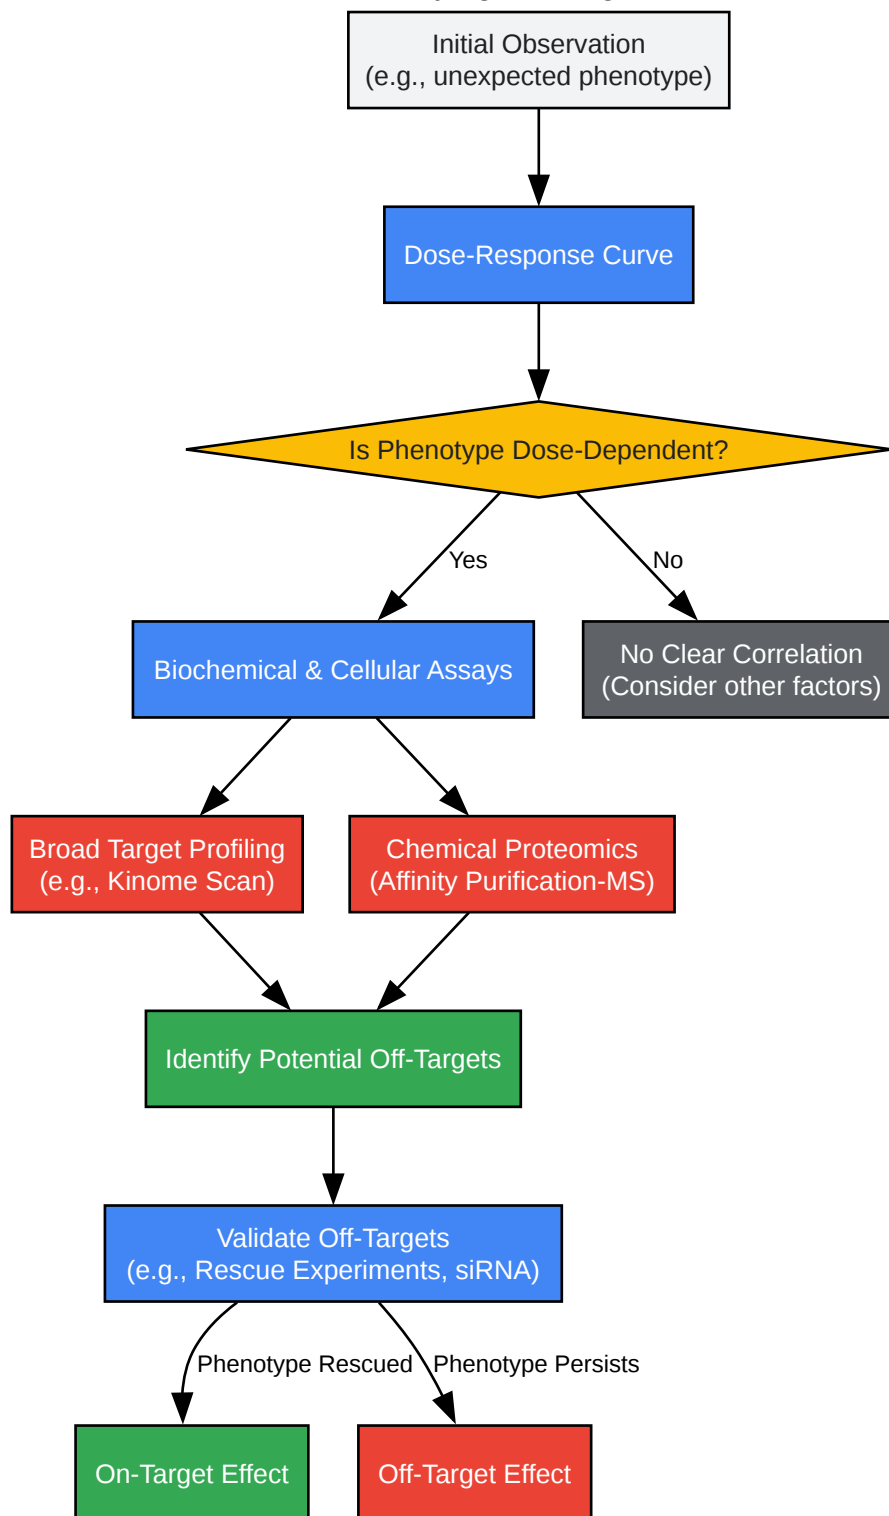 Initial Observation
(e.g., unexpected phenotype)
Dose-Response Curve
Is Phenotype Dose-Dependent?
Yes
No
Biochemical & Cellular Assays
No Clear Correlation
(Consider other factors)
Broad Target Profiling
(e.g., Kinome Scan)
Chemical Proteomics
(Affinity Purification-MS)
Identify Potential Off-Targets
Validate Off-Targets
(e.g., Rescue Experiments, siRNA)
Phenotype Rescued
Phenotype Persists
On-Target Effect
Off-Target Effect